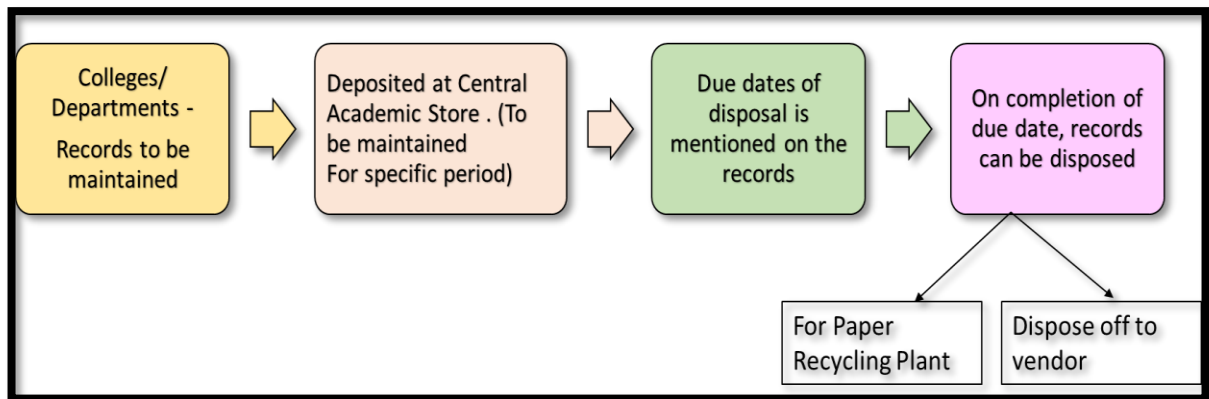 Colleges/
Departments -
Records to be
maintained
Deposited at Central
Academic Store . (To
be maintained
For specific period)
Due dates of
disposal is
mentioned on the
records
On completion of
due date, records
can be disposed
For Paper
Recycling Plant
Dispose off to
vendor